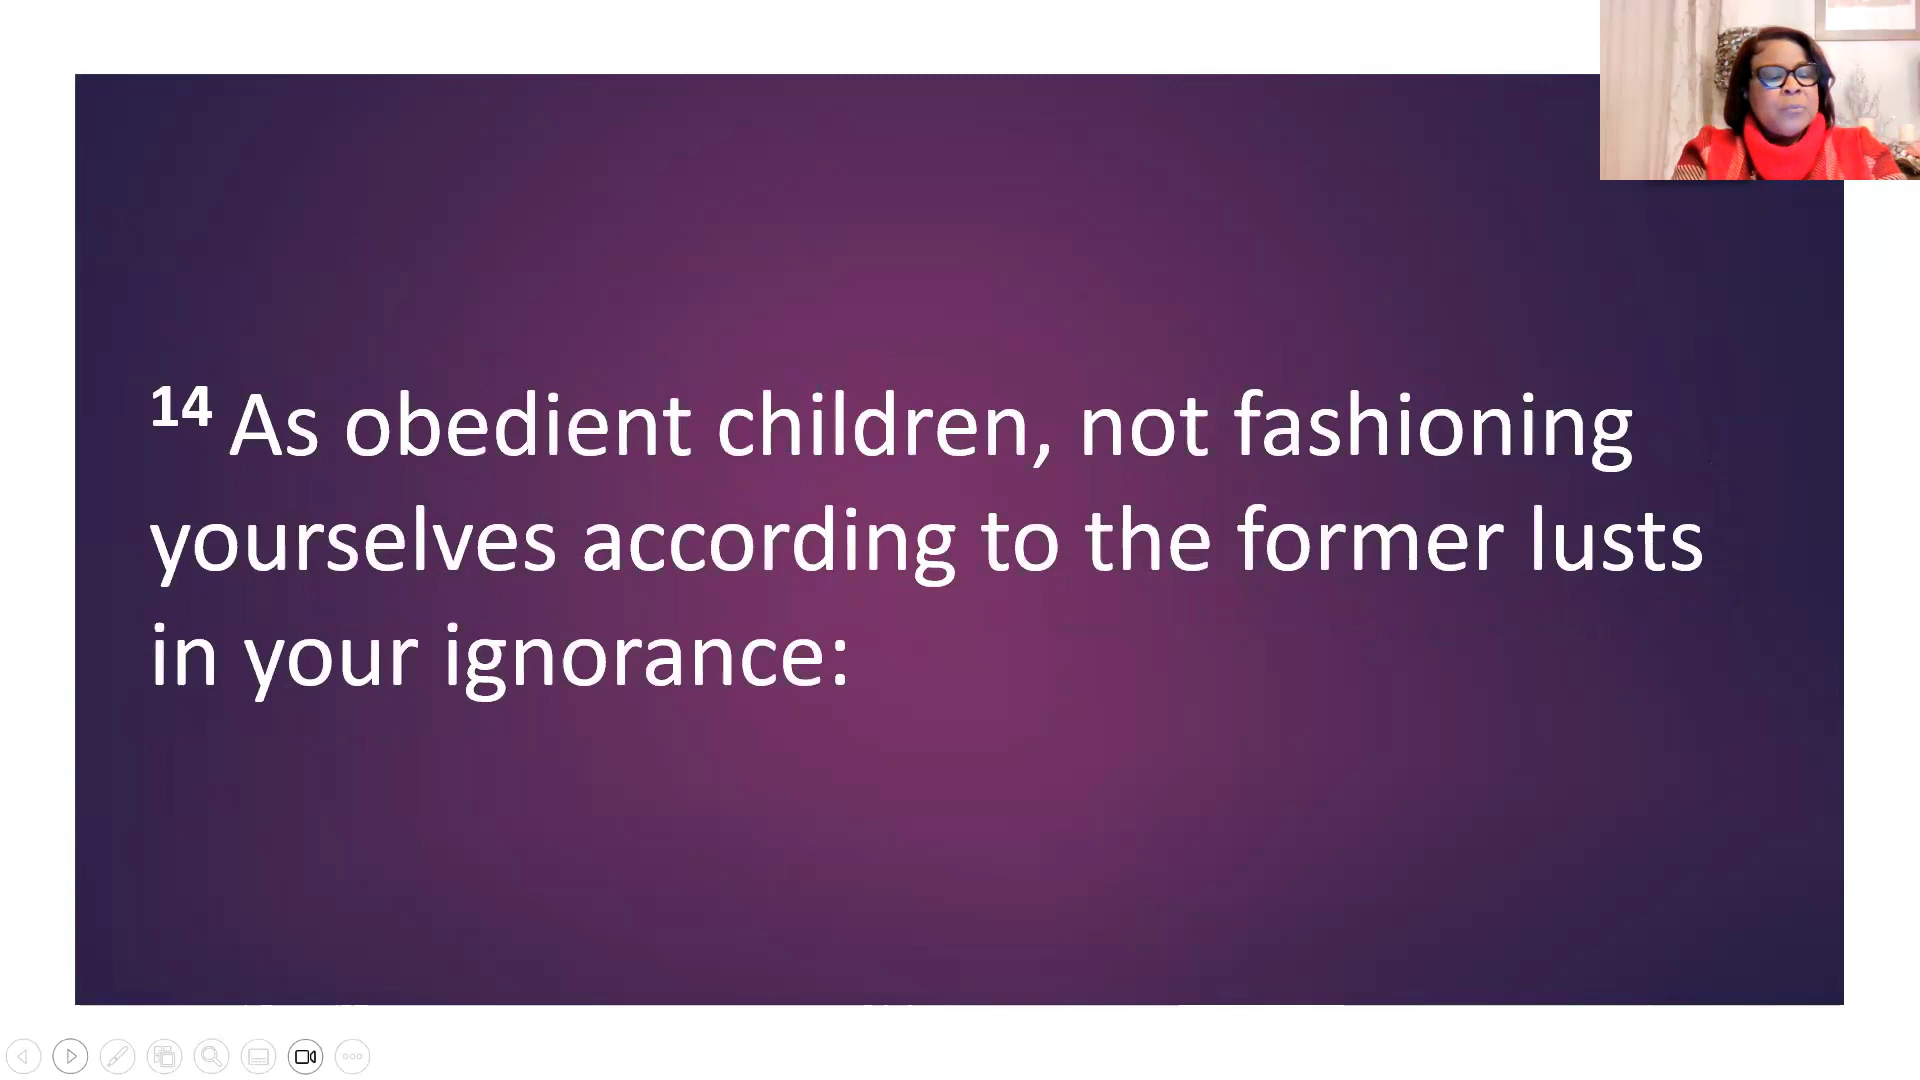 14 As obedient children, not fashioning
yourselves according to the former lusts
in your ignorance: